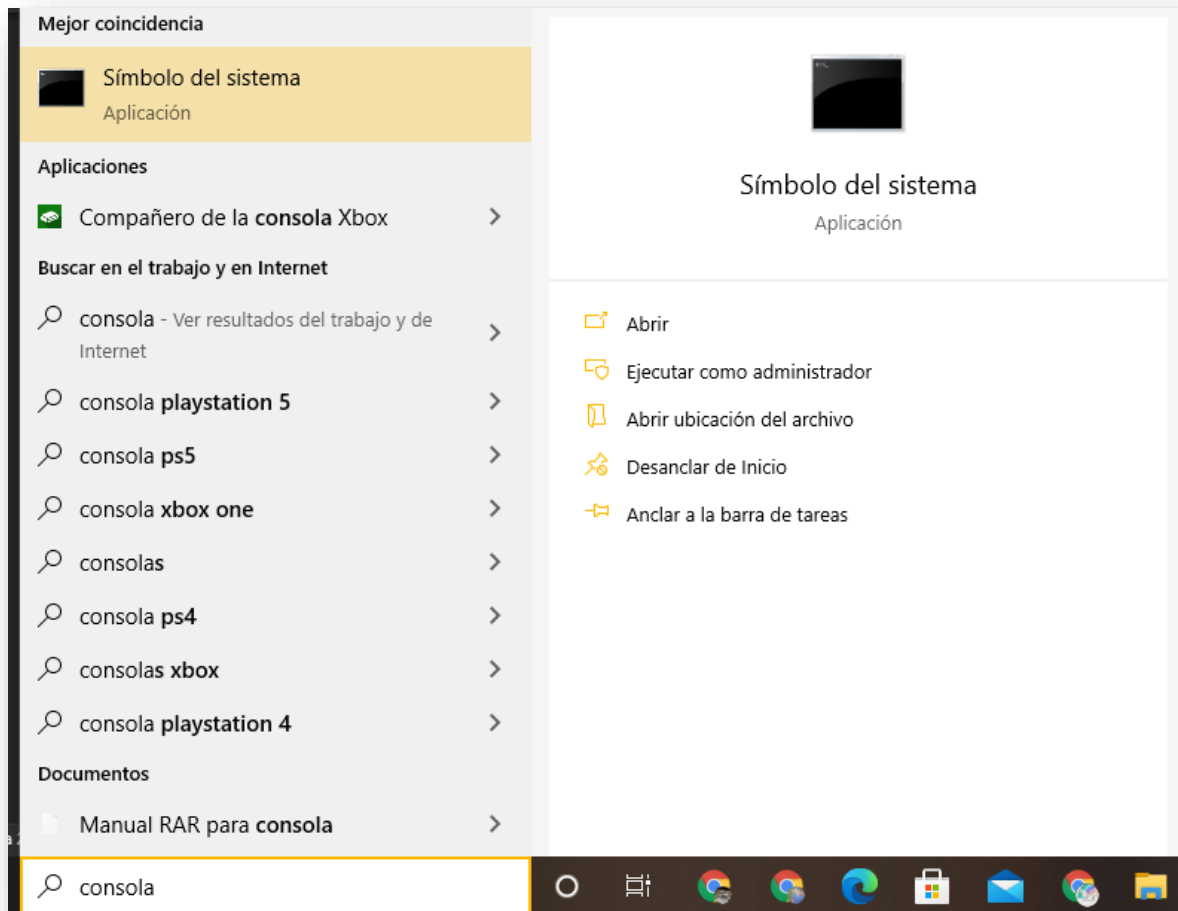 Mejor coincidencia
Símbolo del sistema
Aplicación
Aplicaciones
Compañero de la consola Xbox
Buscar en el trabajo y en Internet
consola - Ver resultados del trabajo y de
Internet
consola playstation 5
consola ps5
consola xbox one
consolas
consola ps4
consolas xbox
consola playstation 4
Documentos
Manual RAR para consola
consola
Símbolo del sistema
Aplicación
Abrir
Ejecutar como administrador
Abrir ubicación del archivo
Desanclar de Inicio
Anclar a la barra de tareas